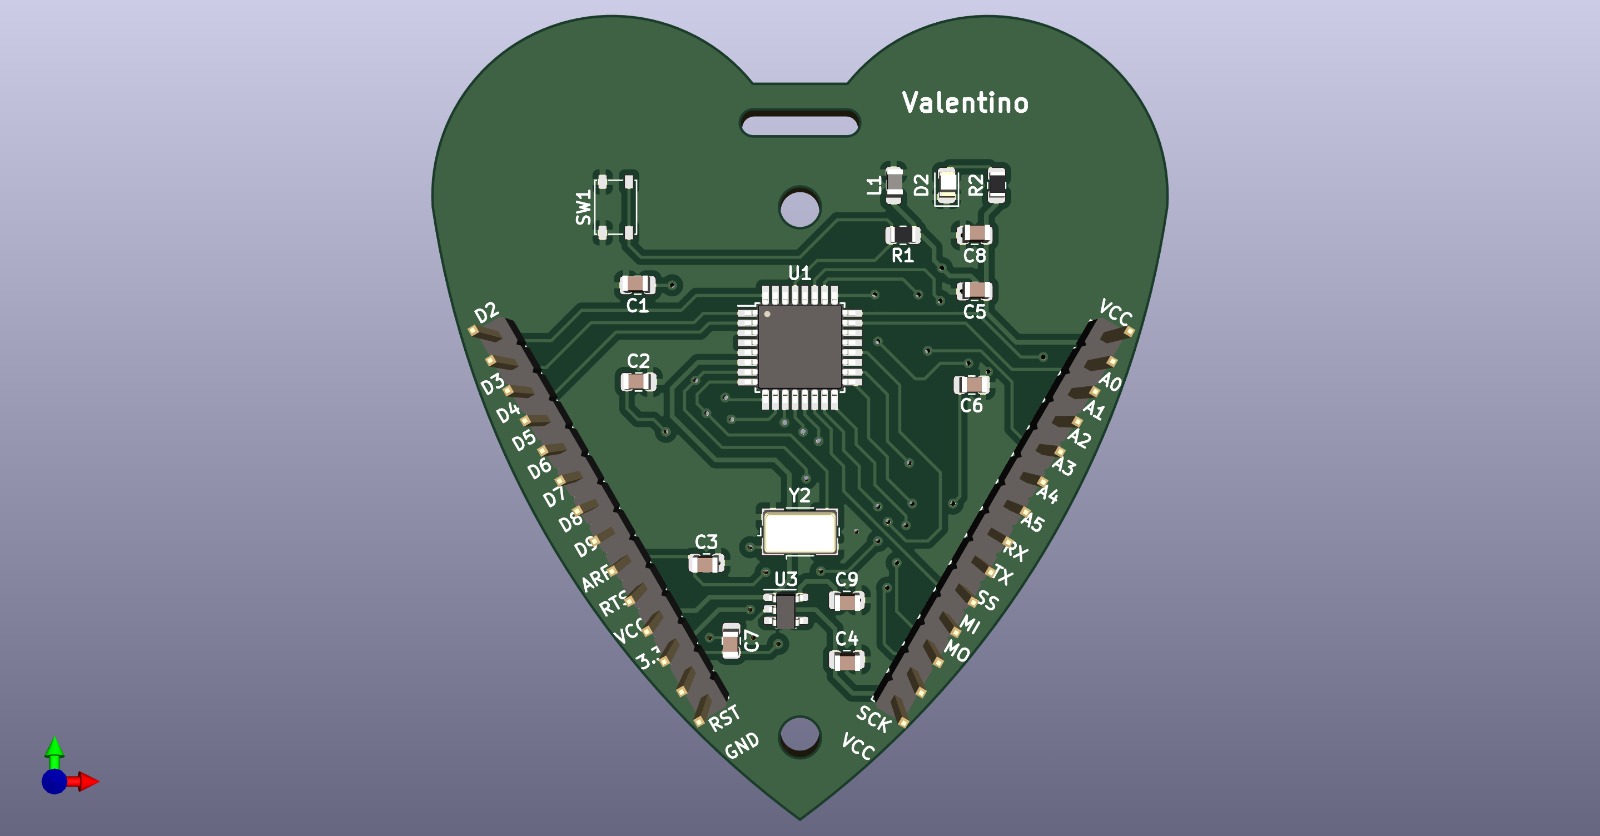 Valentino
SW1
L1
D2
R2
R1
C8
U1
C1
C5
C2
C6
Y2
C3
U3
C9
C7
C4
D2
D3
D4
D5
D6
D7
D8
D9
RTS
VCC
3.3
RST
GND
VCC
A0
A1
A2
A3
A4
A5
RX
TX
SS
MI
MO
SCK
VCC